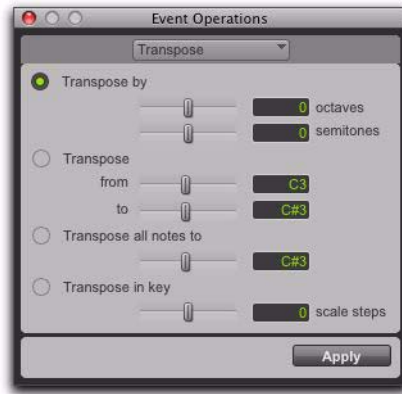 Event Operations
Transpose
Transpose by
0 octaves
0 semitones
Transpose
from C3
to C#3
Transpose all notes to
C#3
Transpose in key
0 scale steps
Apply